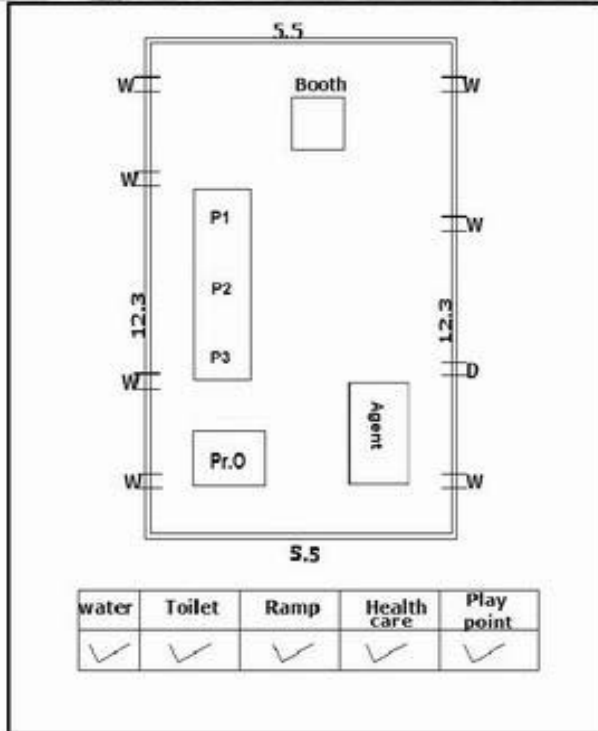 5.5
Booth
W
W
W
P1
W
P2
12.3
12.3
P3
D
W
Agent
Pr.O
W
W
5.5
water Toilet Ramp Health care Play point